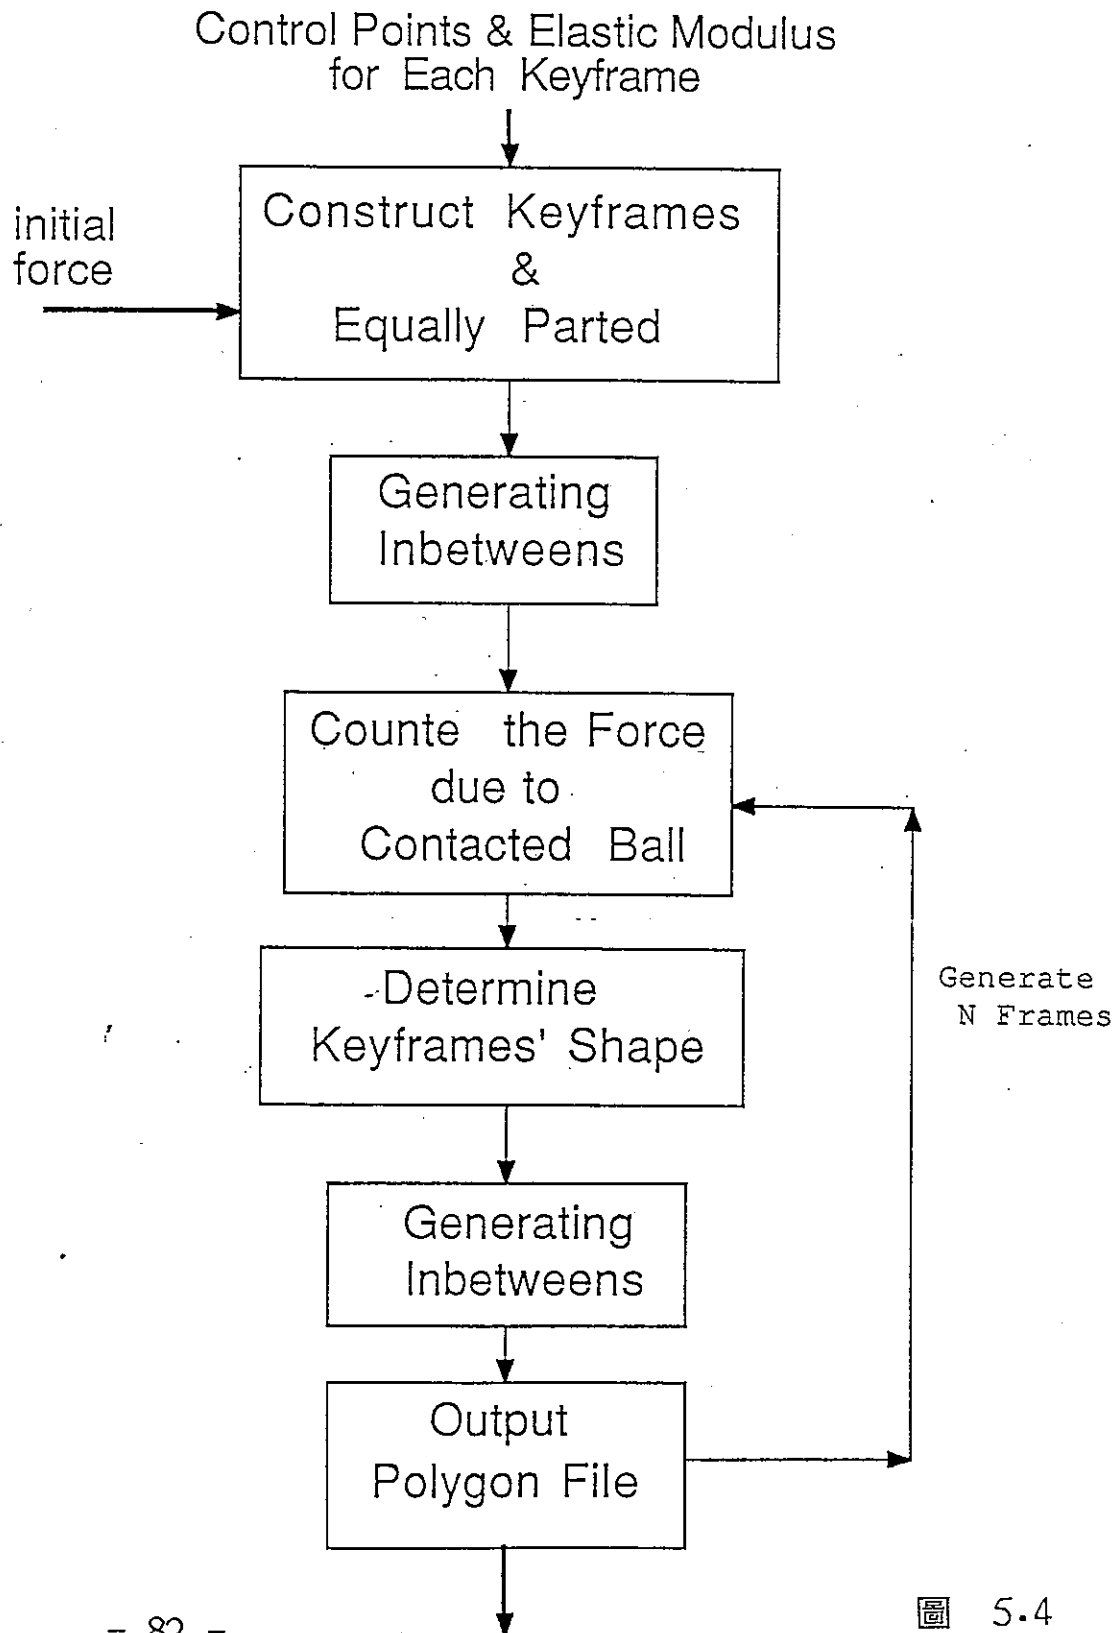 Control Points & Elastic Modulus
for Each Keyframe
initial
force
Construct Keyframes
&
Equally Parted
Generating
Inbetweens
Counte the Force
due to
Contacted Ball
Determine
Keyframes' Shape
Generate
N Frames
Generating
Inbetweens
Output
Polygon File
- 82 -
圖 5.4